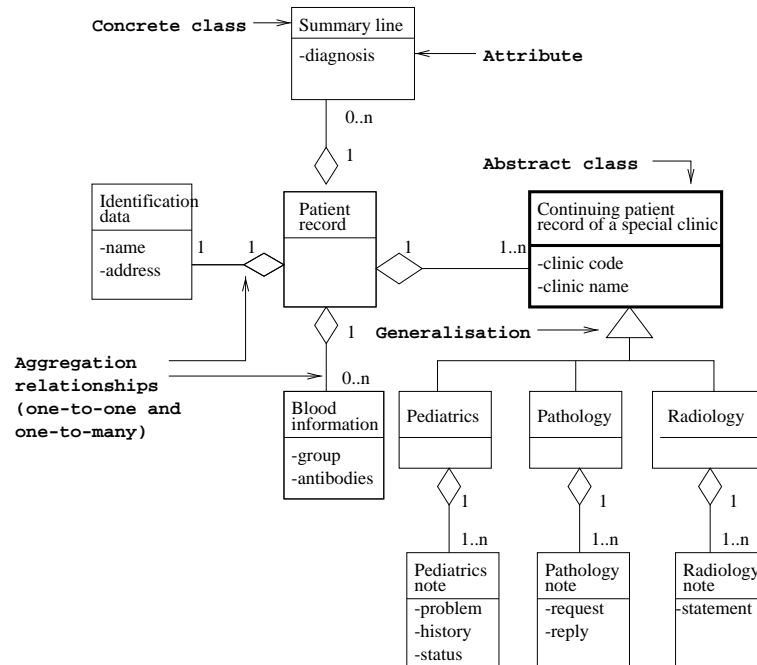 Concrete class
Summary line
-diagnosis
Attribute
0..n
1
Abstract class
Identification
data
-name
-address
1
1
Patient
record
1
1..n
Continuing patient
record of a special clinic
-clinic code
-clinic name
1
Generalisation
Aggregation
relationships
(one-to-one and
one-to-many)
0..n
Blood
information
-group
-antibodies
Pediatrics
Pathology
Radiology
1
1
1
1..n
1..n
1..n
Pediatrics
note
-problem
-history
-status
Pathology
note
-request
-reply
Radiology
note
-statement